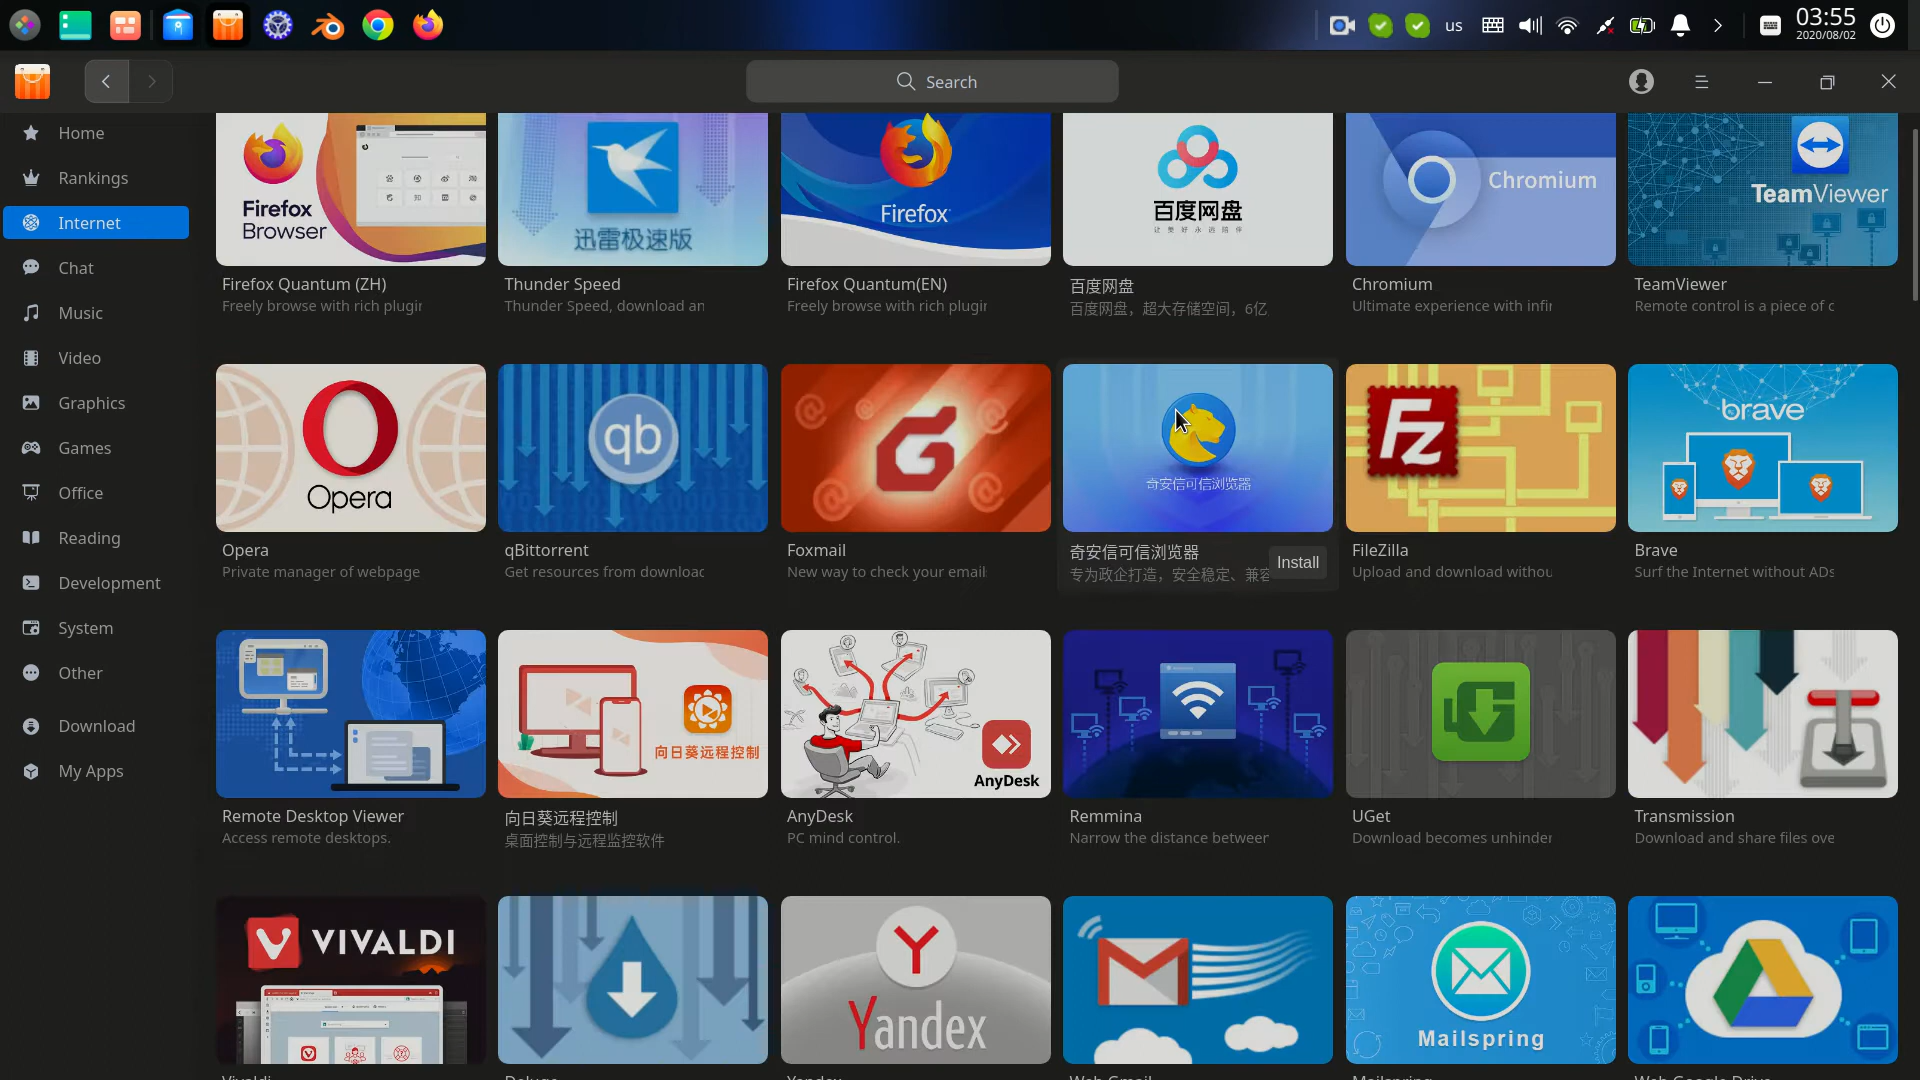 us
03:55
2020/08/02
Search
Home
Rankings
Internet
Chat
Music
Video
Graphics
Games
Office
Reading
Development
System
Other
Download
My Apps
Firefox
Browser
迅雷极速版
Firefox
百度网盘
让美好永远陪伴
Chromium
TeamViewer
Firefox Quantum (ZH)
Thunder Speed
Firefox Quantum(EN)
百度网盘
Chromium
TeamViewer
Freely browse with rich plugir
Thunder Speed, download an
Freely browse with rich plugir
百度网盘，超大存储空间，6亿
Ultimate experience with infir
Remote control is a piece of c
Opera
qb
G
奇安信可信浏览器
Fz
brave
Opera
qBittorrent
Foxmail
奇安信可信浏览器
FileZilla
Brave
Private manager of webpage
Get resources from downloac
New way to check your email
专为政企打造，安全稳定、兼容
Install
Upload and download withou
Surf the Internet without ADs
向日葵远程控制
AnyDesk
Remote Desktop Viewer
向日葵远程控制
AnyDesk
Remmina
UGet
Transmission
Access remote desktops.
桌面控制与远程监控软件
PC mind control.
Narrow the distance between
Download becomes unhinder
Download and share files ove
VIVALDI
Y
Yandex
Mailspring